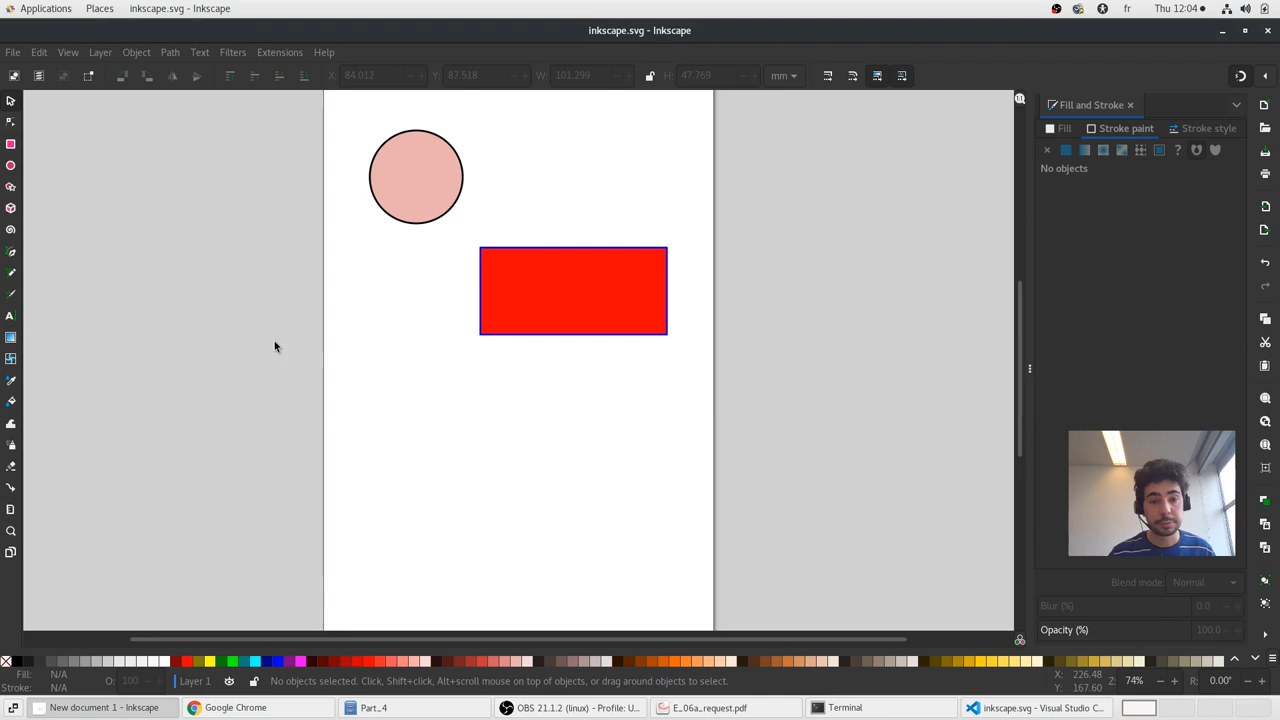 Applications Places inkscape.svg - Inkscape fr Thu 12:04
inkscape.svg - Inkscape
File Edit View Layer Object Path Text Filters Extensions Help
X: 84.012 Y: 87.518 W: 101.299 H: 47.769 mm
Fill and Stroke
Fill Stroke paint Stroke style
No objects
Blend mode: Normal
Blur (%) 0.0
Opacity (%) 100.0
Fill: N/A
Stroke: N/A
O: 100
Layer 1
No objects selected. Click, Shift+click, Alt+scroll mouse on top of objects, or drag around objects to select.
X: 226.48
Y: 167.60
Z: 74%
R: 0.00°
New document 1 - Inkscape Google Chrome Part_4 OBS 21.1.2 (linux) - Profile: U... E_06a_request.pdf Terminal inkscape.svg - Visual Studio C...